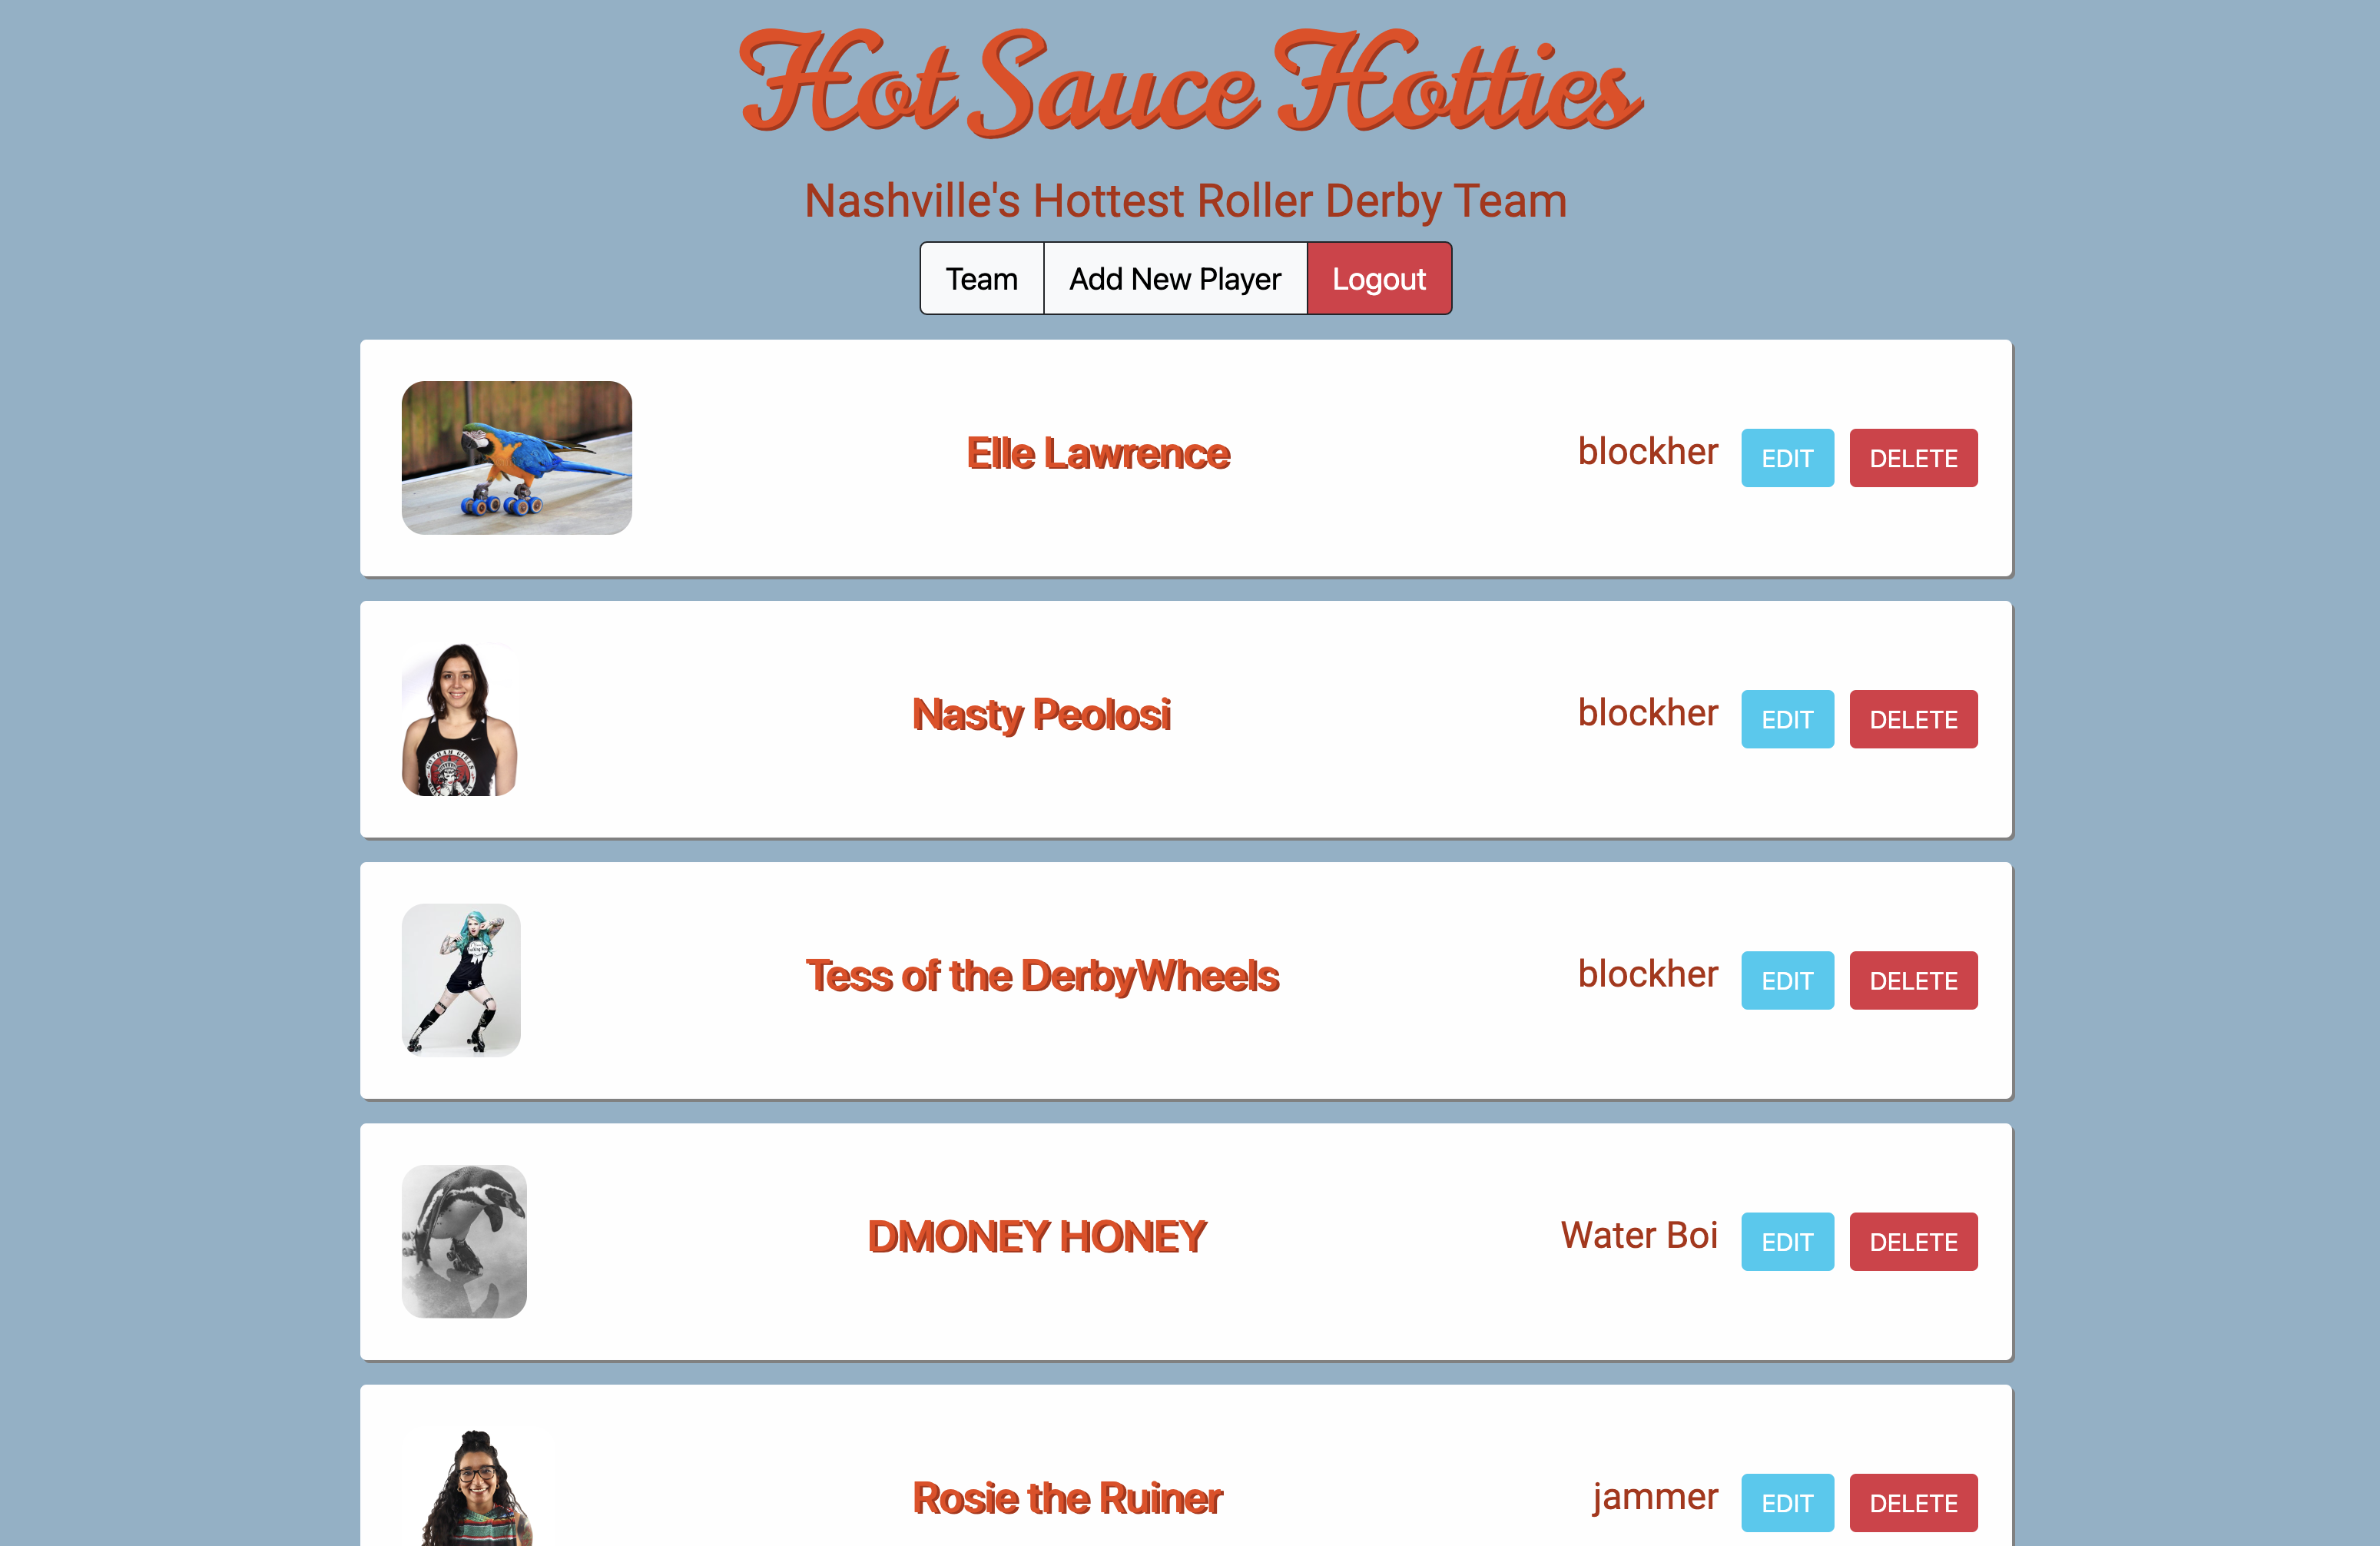 Hot Sauce Hotties
Nashville's Hottest Roller Derby Team
Team Add New Player Logout
Elle Lawrence blockher EDIT DELETE
Nasty Peolosi blockher EDIT DELETE
Tess of the DerbyWheels blockher EDIT DELETE
DMONEY HONEY Water Boi EDIT DELETE
Rosie the Ruiner jammer EDIT DELETE